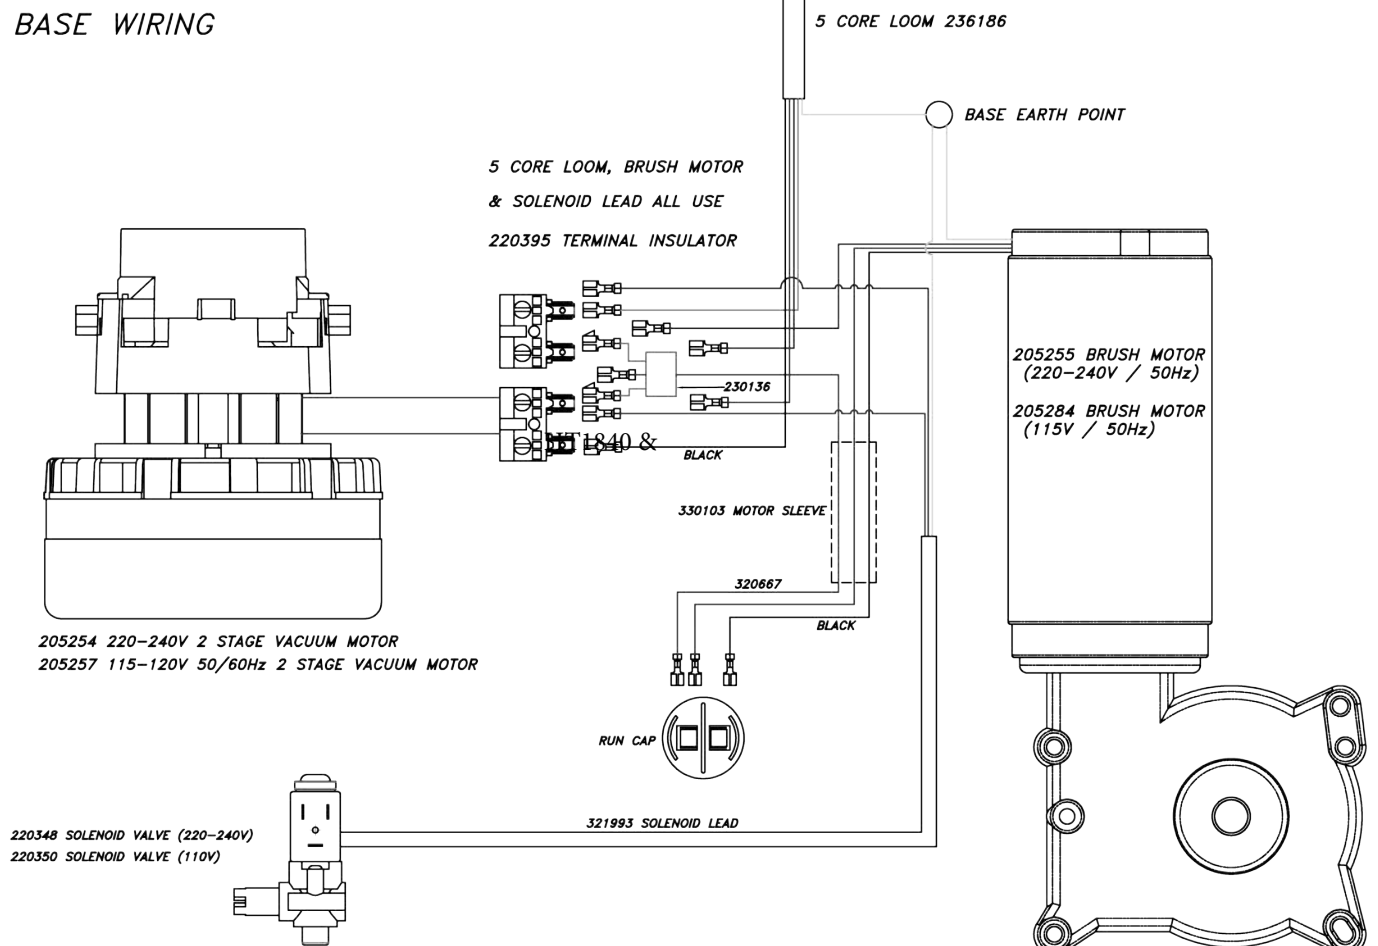 BASE WIRING
5 CORE LOOM 236186
BASE EARTH POINT
5 CORE LOOM, BRUSH MOTOR
& SOLENOID LEAD ALL USE
220395 TERMINAL INSULATOR
205255 BRUSH MOTOR
(220-240V / 50Hz)
205284 BRUSH MOTOR
(115V / 50Hz)
230136
1840 &
BLACK
330103 MOTOR SLEEVE
320667
BLACK
205254 220-240V 2 STAGE VACUUM MOTOR
205257 115-120V 50/60Hz 2 STAGE VACUUM MOTOR
RUN CAP
321993 SOLENOID LEAD
220348 SOLENOID VALVE (220-240V)
220350 SOLENOID VALVE (110V)